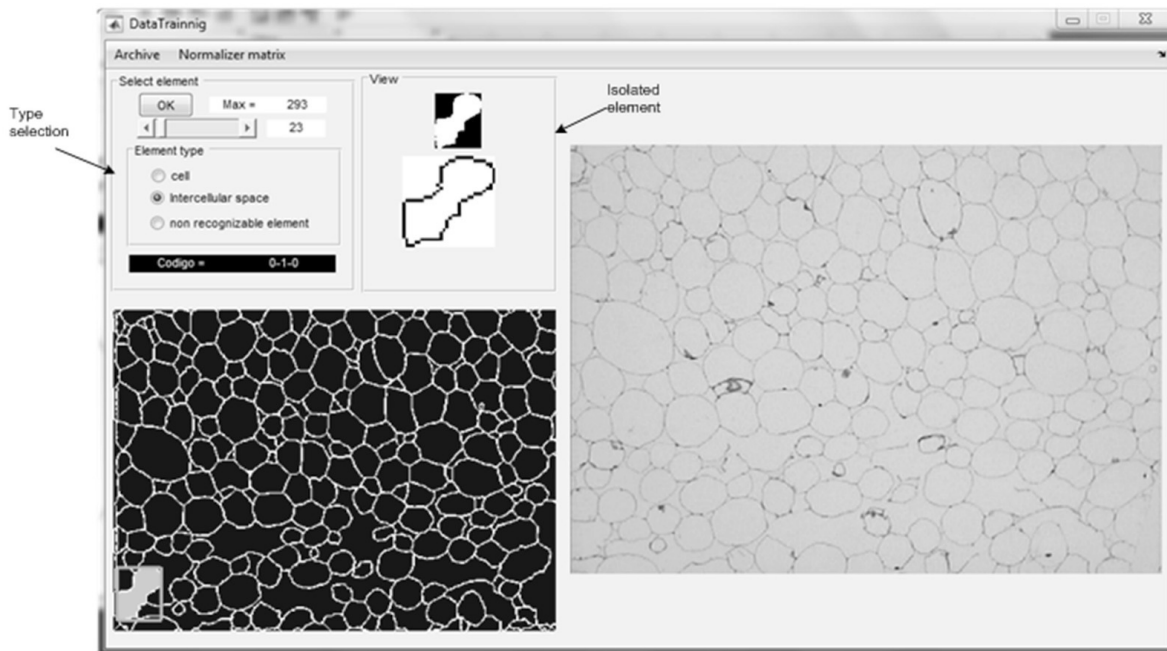 DataTrainnig
Archive Normalizer matrix
Select element
OK Max = 293
23
Element type
cell
Intercellular space
non recognizable element
Codigo = 0-1-0
View
Type
selection
Isolated
element